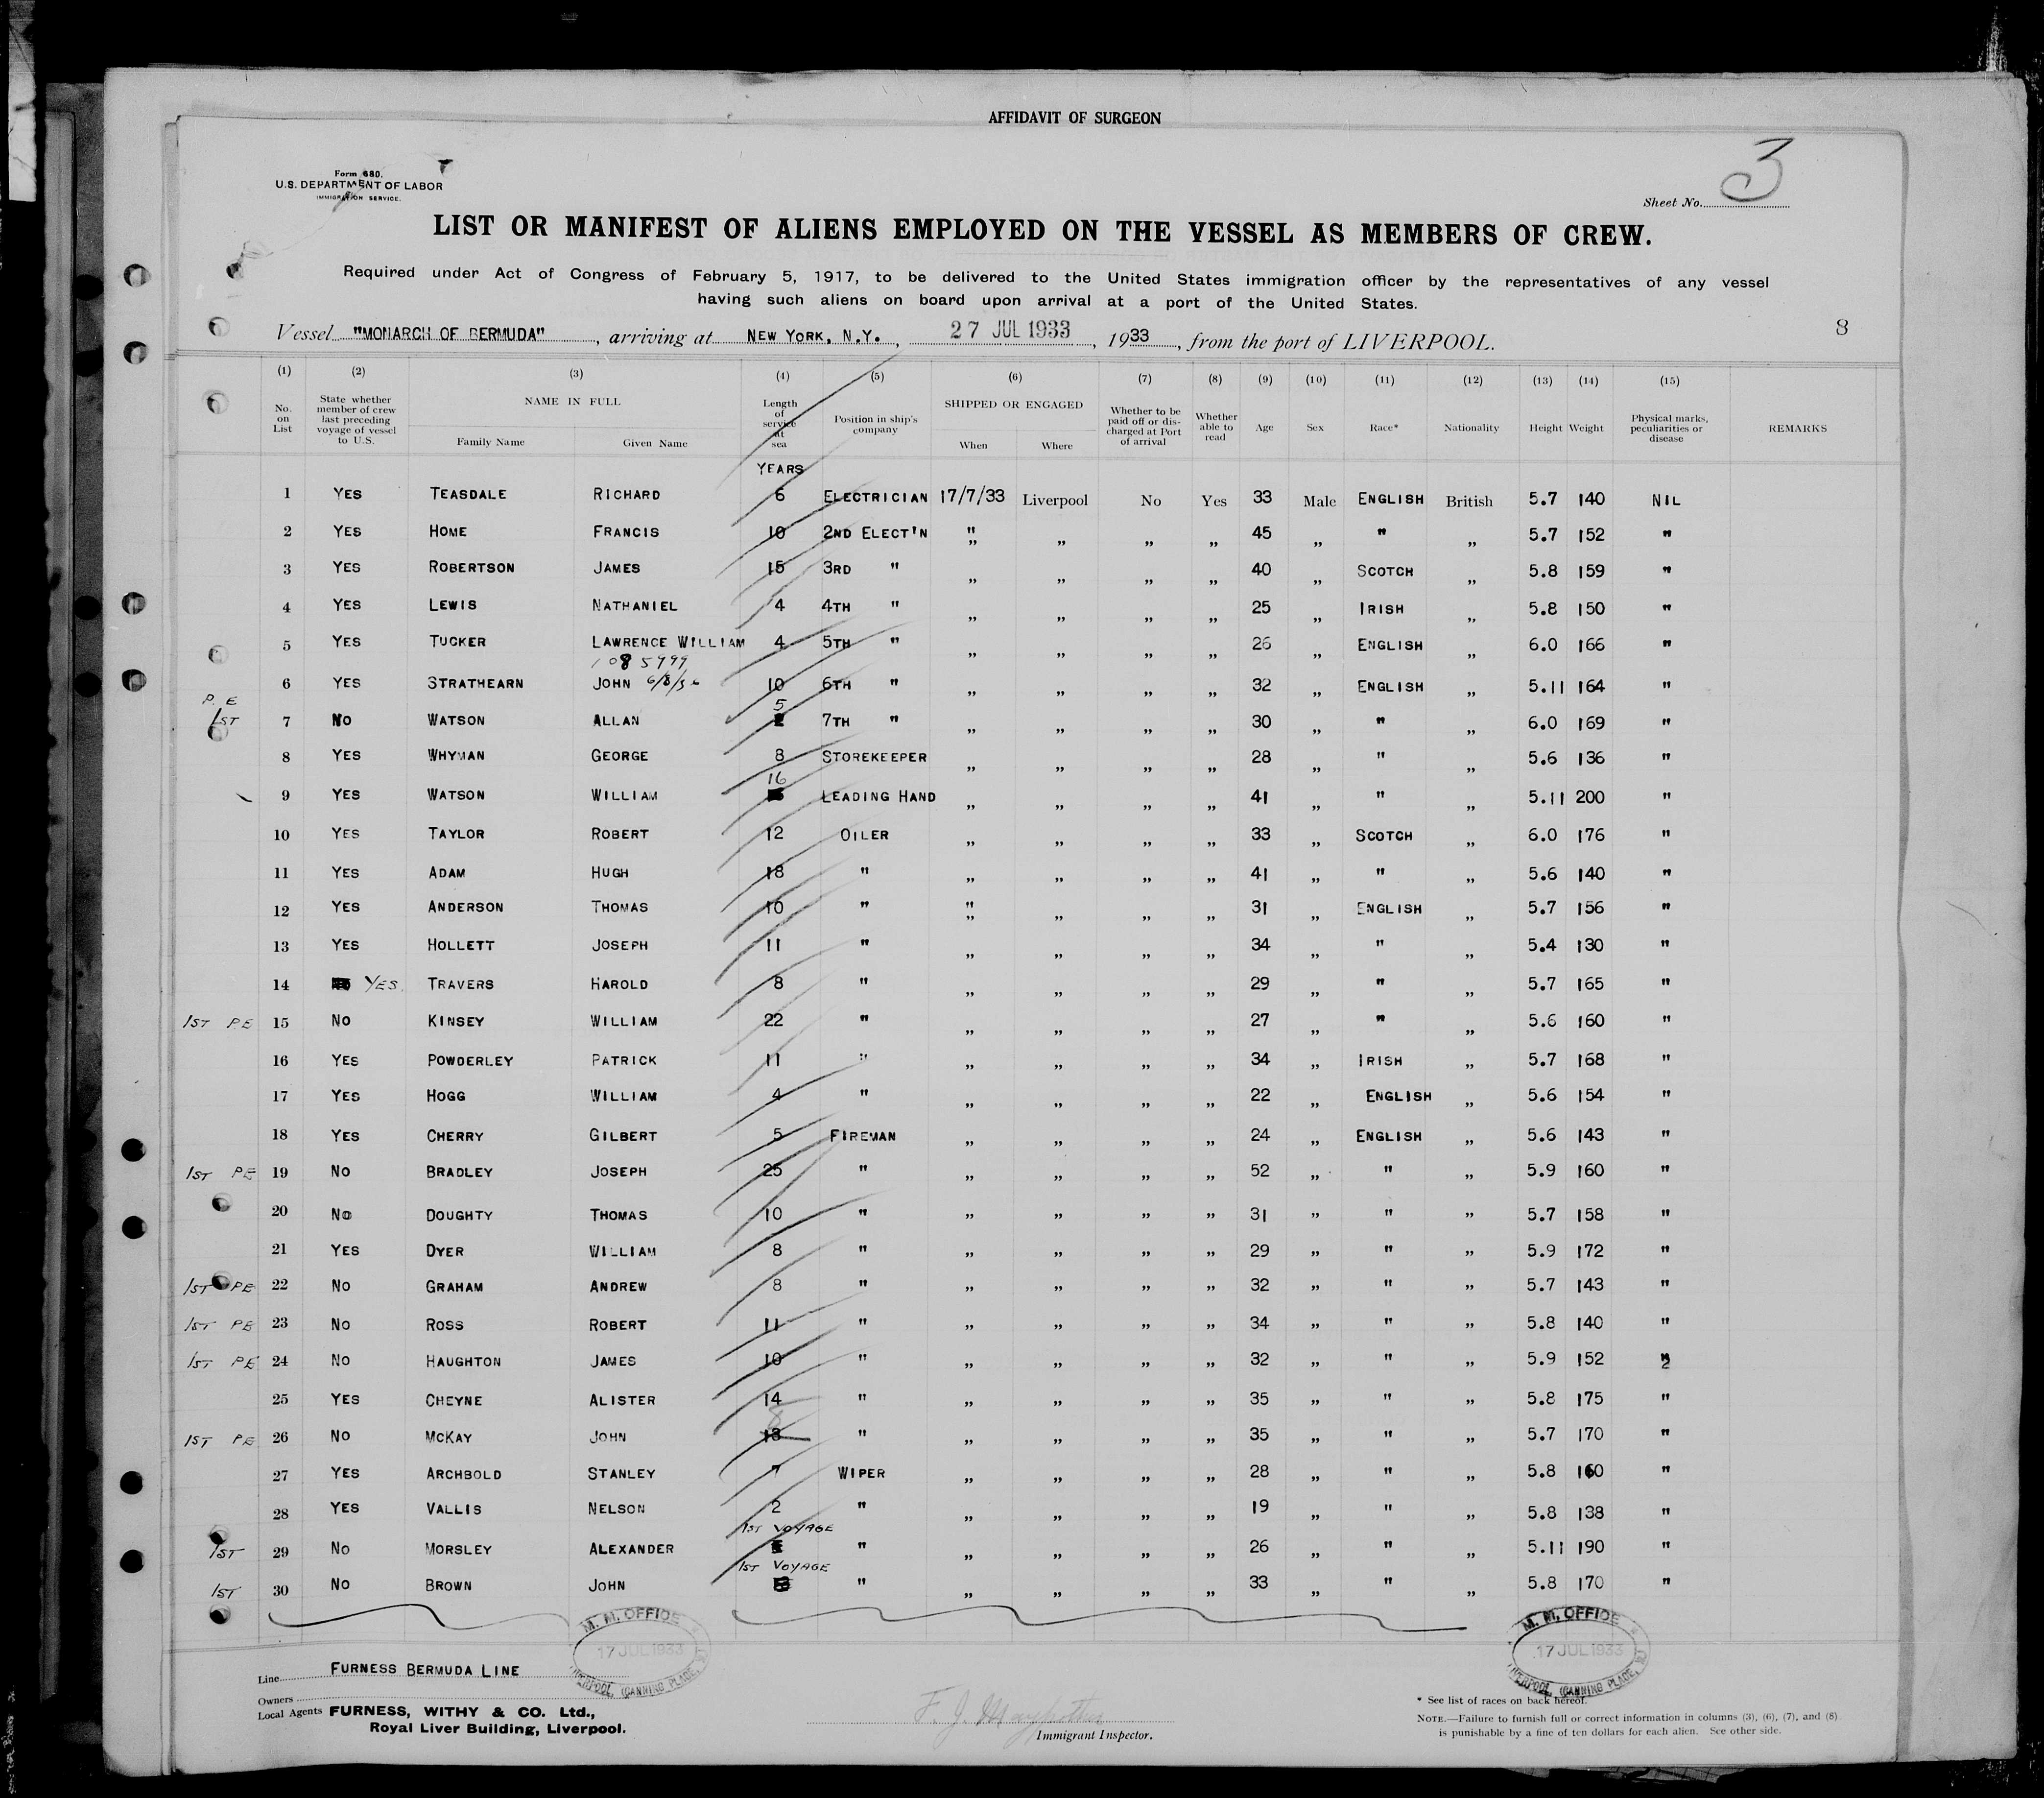 AFFIDAVIT OF SURGEON
3
Form 680.
U.S. DEPARTMENT OF LABOR
IMMIGRATION SERVICE.
Sheet No.
LIST OR MANIFEST OF ALIENS EMPLOYED ON THE VESSEL AS MEMBERS OF CREW.
Required under Act of Congress of February 5, 1917, to be delivered to the United States immigration officer by the representatives of any vessel
having such aliens on board upon arrival at a port of the United States.
Vessel "MONARCH OF BERMUDA", arriving at NEW YORK, N.Y., 27 JUL 1933, 1933, from the port of LIVERPOOL. 8
(1) (2) (3) (4) (5) (6) (7) (8) (9) (10) (11) (12) (13) (14) (15)
No. on List State whether member of crew last preceding voyage of vessel to U.S. NAME IN FULL Family Name Given Name Length of service at sea Position in ship's company SHIPPED OR ENGAGED When Where Whether to be paid off or discharged at Port of arrival Whether able to read Age Sex Race* Nationality Height Weight Physical marks, peculiarities or disease REMARKS
YEARS
1 YES TEASDALE RICHARD 6 ELECTRICIAN 17/7/33 Liverpool No Yes 33 Male ENGLISH British 5.7 140 NIL
2 YES HOME FRANCIS 10 2ND ELECT'N " „ „ „ „ 45 „ " „ 5.7 152 "
3 YES ROBERTSON JAMES 15 3RD " „ „ „ „ 40 „ SCOTCH „ 5.8 159 "
4 YES LEWIS NATHANIEL 4 4TH " „ „ „ „ 25 „ IRISH „ 5.8 150 "
5 YES TUCKER LAWRENCE WILLIAM 4 5TH " „ „ „ „ 26 „ ENGLISH „ 6.0 166 "
1085999
6 YES STRATHEARN JOHN 6/8/36 10 6TH " „ „ „ „ 32 „ ENGLISH „ 5.11 164 "
P.E
1ST 7 NO WATSON ALLAN 5 7TH " „ „ „ „ 30 „ " „ 6.0 169 "
8 YES WHYMAN GEORGE 8 STOREKEEPER „ „ „ „ 28 „ " „ 5.6 136 "
9 YES WATSON WILLIAM 16 LEADING HAND „ „ „ „ 41 „ " „ 5.11 200 "
10 YES TAYLOR ROBERT 12 OILER „ „ „ „ 33 „ SCOTCH „ 6.0 176 "
11 YES ADAM HUGH 18 " „ „ „ „ 41 „ " „ 5.6 140 "
12 YES ANDERSON THOMAS 10 " " „ „ „ „ 31 „ ENGLISH „ 5.7 156 "
13 YES HOLLETT JOSEPH 11 " „ „ „ „ 34 „ " „ 5.4 130 "
14 YES. TRAVERS HAROLD 8 " „ „ „ „ 29 „ " „ 5.7 165 "
1ST PE 15 NO KINSEY WILLIAM 22 " „ „ „ „ 27 „ " „ 5.6 160 "
16 YES POWDERLEY PATRICK 11 " „ „ „ „ 34 „ IRISH „ 5.7 168 "
17 YES HOGG WILLIAM 4 " „ „ „ „ 22 „ ENGLISH „ 5.6 154 "
18 YES CHERRY GILBERT 5 FIREMAN „ „ „ „ 24 „ ENGLISH „ 5.6 143 "
1ST PE 19 NO BRADLEY JOSEPH 25 " „ „ „ „ 52 „ " „ 5.9 160 "
20 NO DOUGHTY THOMAS 10 " „ „ „ „ 31 „ " „ 5.7 158 "
21 YES DYER WILLIAM 8 " „ „ „ „ 29 „ " „ 5.9 172 "
1ST PE 22 NO GRAHAM ANDREW 8 " „ „ „ „ 32 „ " „ 5.7 143 "
1ST PE 23 NO ROSS ROBERT 11 " „ „ „ „ 34 „ " „ 5.8 140 "
1ST PE 24 NO HAUGHTON JAMES 10 " „ „ „ „ 32 „ " „ 5.9 152 "
25 YES CHEYNE ALISTER 14 " „ „ „ „ 35 „ " „ 5.8 175 "
1ST PE 26 NO MCKAY JOHN 18 " „ „ „ „ 35 „ " „ 5.7 170 "
27 YES ARCHBOLD STANLEY 7 WIPER „ „ „ „ 28 „ " „ 5.8 160 "
28 YES VALLIS NELSON 2 " „ „ „ „ 19 „ " „ 5.8 138 "
1ST VOYAGE
1ST 29 NO MORSLEY ALEXANDER " „ „ „ „ 26 „ " „ 5.11 190 "
1ST VOYAGE
1ST 30 NO BROWN JOHN " „ „ „ „ 33 „ " „ 5.8 170 "
M. M. OFFICE 17 JUL 1933 LIVERPOOL (CANNING PLACE)
M. M. OFFICE 17 JUL 1933 LIVERPOOL (CANNING PLACE)
Line FURNESS BERMUDA LINE
Owners
Local Agents FURNESS, WITHY & CO. Ltd.,
Royal Liver Building, Liverpool.
Immigrant Inspector.
* See list of races on back hereof.
NOTE.—Failure to furnish full or correct information in columns (3), (6), (7), and (8)
is punishable by a fine of ten dollars for each alien. See other side.